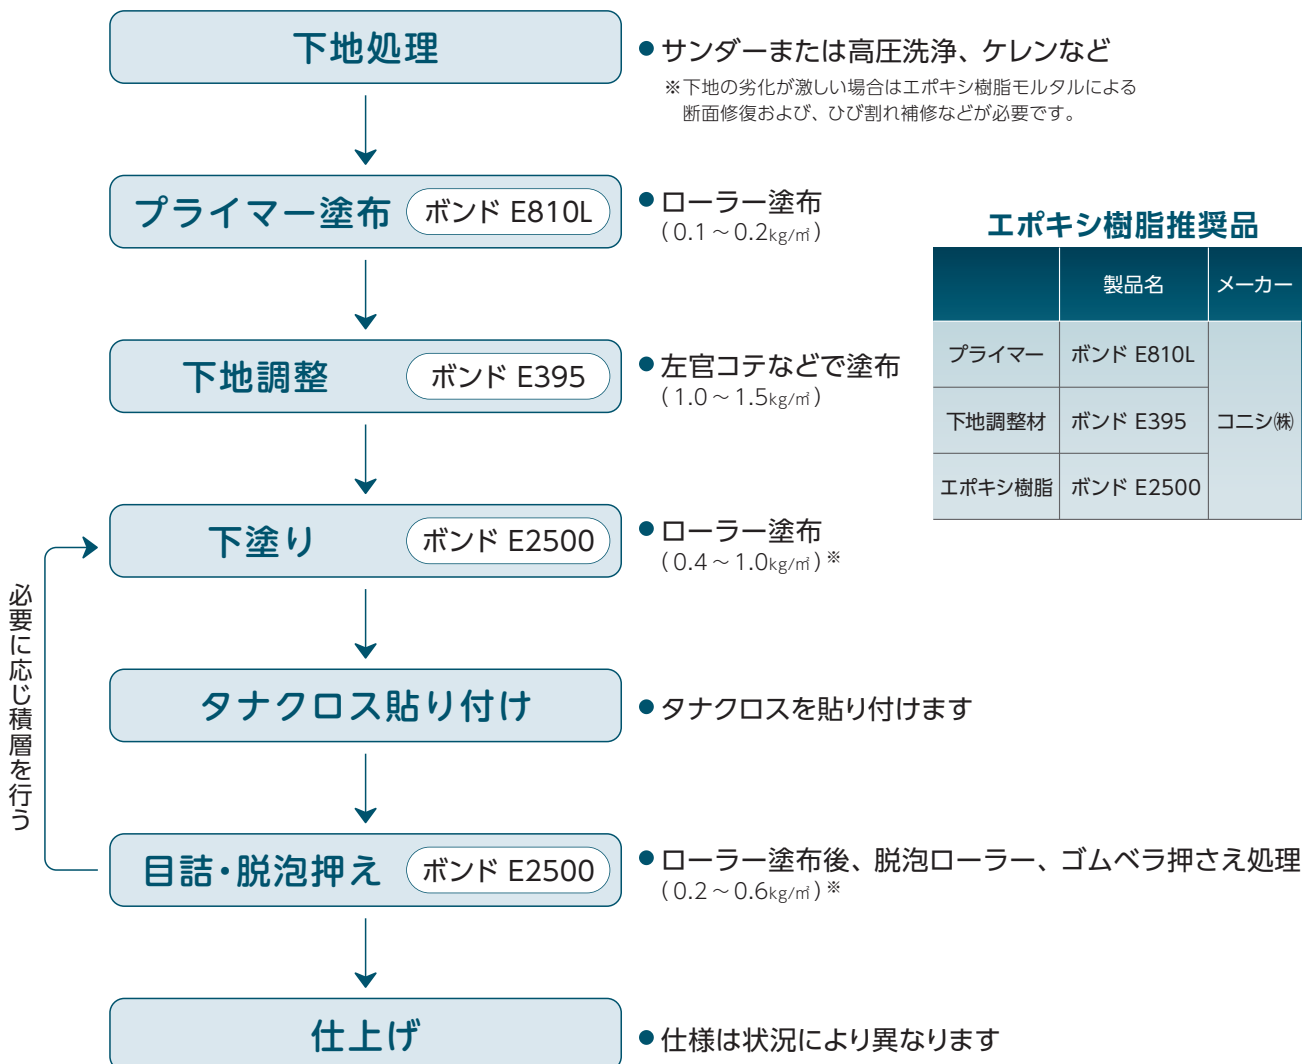 下地処理
●サンダーまたは高圧洗浄、ケレンなど
※下地の劣化が激しい場合はエポキシ樹脂モルタルによる
断面修復および、ひび割れ補修などが必要です。
プライマー塗布 ボンド E810L
●ローラー塗布
(0.1～0.2kg/㎡)
エポキシ樹脂推奨品
製品名 メーカー
プライマー ボンド E810L
下地調整材 ボンド E395 コニシ㈱
エポキシ樹脂 ボンド E2500
下地調整 ボンド E395
●左官コテなどで塗布
(1.0～1.5kg/㎡)
下塗り ボンド E2500
●ローラー塗布
(0.4～1.0kg/㎡)※
必要に応じ積層を行う
タナクロス貼り付け
●タナクロスを貼り付けます
目詰・脱泡押え ボンド E2500
●ローラー塗布後、脱泡ローラー、ゴムベラ押さえ処理
(0.2～0.6kg/㎡)※
仕上げ
●仕様は状況により異なります